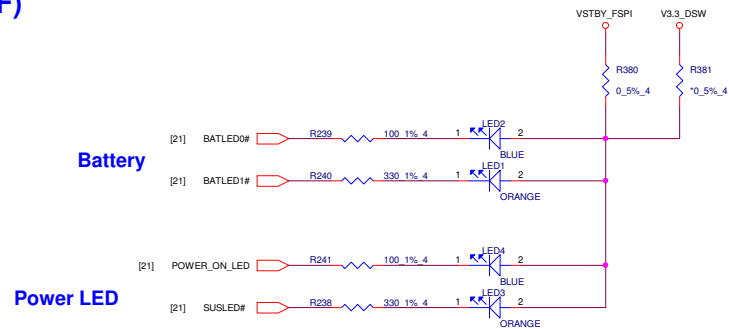 F)
VSTBY_FSPI V3.3_DSW
R380 R381
0_5%_4 *0_5%_4
LED2
[21] BATLED0# R239 100_1%_4 1 2
BLUE
Battery
LED1
[21] BATLED1# R240 330_1%_4 1 2
ORANGE
LED4
[21] POWER_ON_LED R241 100_1%_4 1 2
BLUE
Power LED
LED3
[21] SUSLED# R238 330_1%_4 1 2
ORANGE